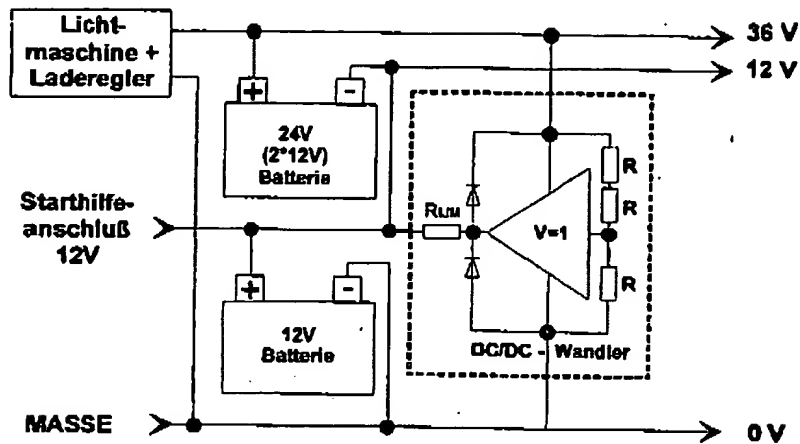 Licht-
maschine +
Laderegler
36 V
12 V
+
-
24V
(2*12V)
Batterie
R
R
Starthilfe-
anschluß
12V
RLIM
V=1
R
+
-
12V
Batterie
DC/DC - Wandler
MASSE
0 V